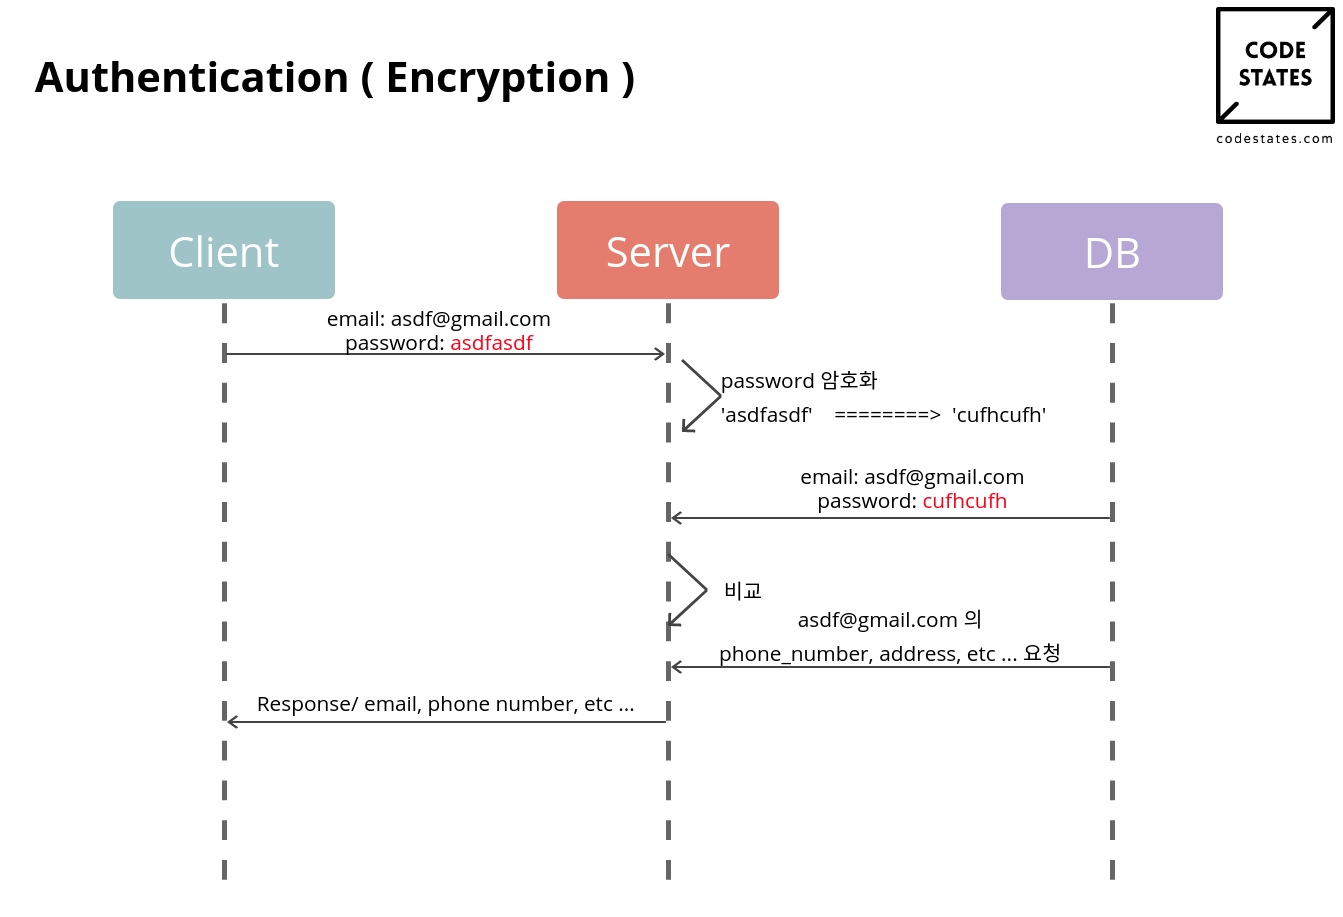 Authentication ( Encryption )
CODE
STATES
codestates.com
Client
Server
DB
email: asdf@gmail.com
password: asdfasdf
password 암호화
'asdfasdf' ========> 'cufhcufh'
email: asdf@gmail.com
password: cufhcufh
비교
asdf@gmail.com 의
phone_number, address, etc ... 요청
Response/ email, phone number, etc ...